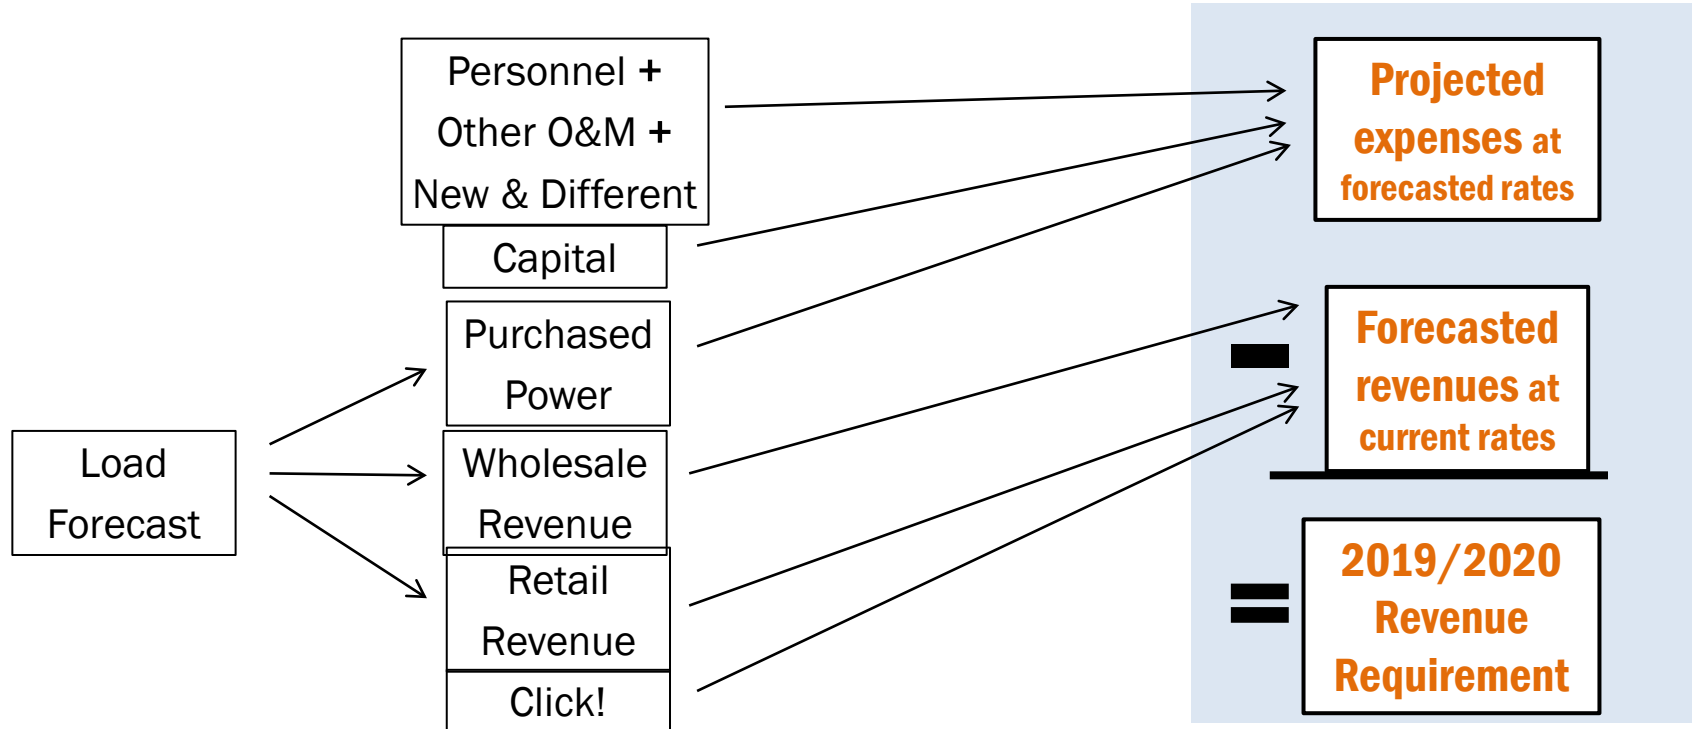 Personnel +
Other O&M +
New & Different
Capital
Purchased
Power
Load
Forecast
Wholesale
Revenue
Retail
Revenue
Click!
Projected
expenses at
forecasted rates
Forecasted
revenues at
current rates
2019/2020
Revenue
Requirement